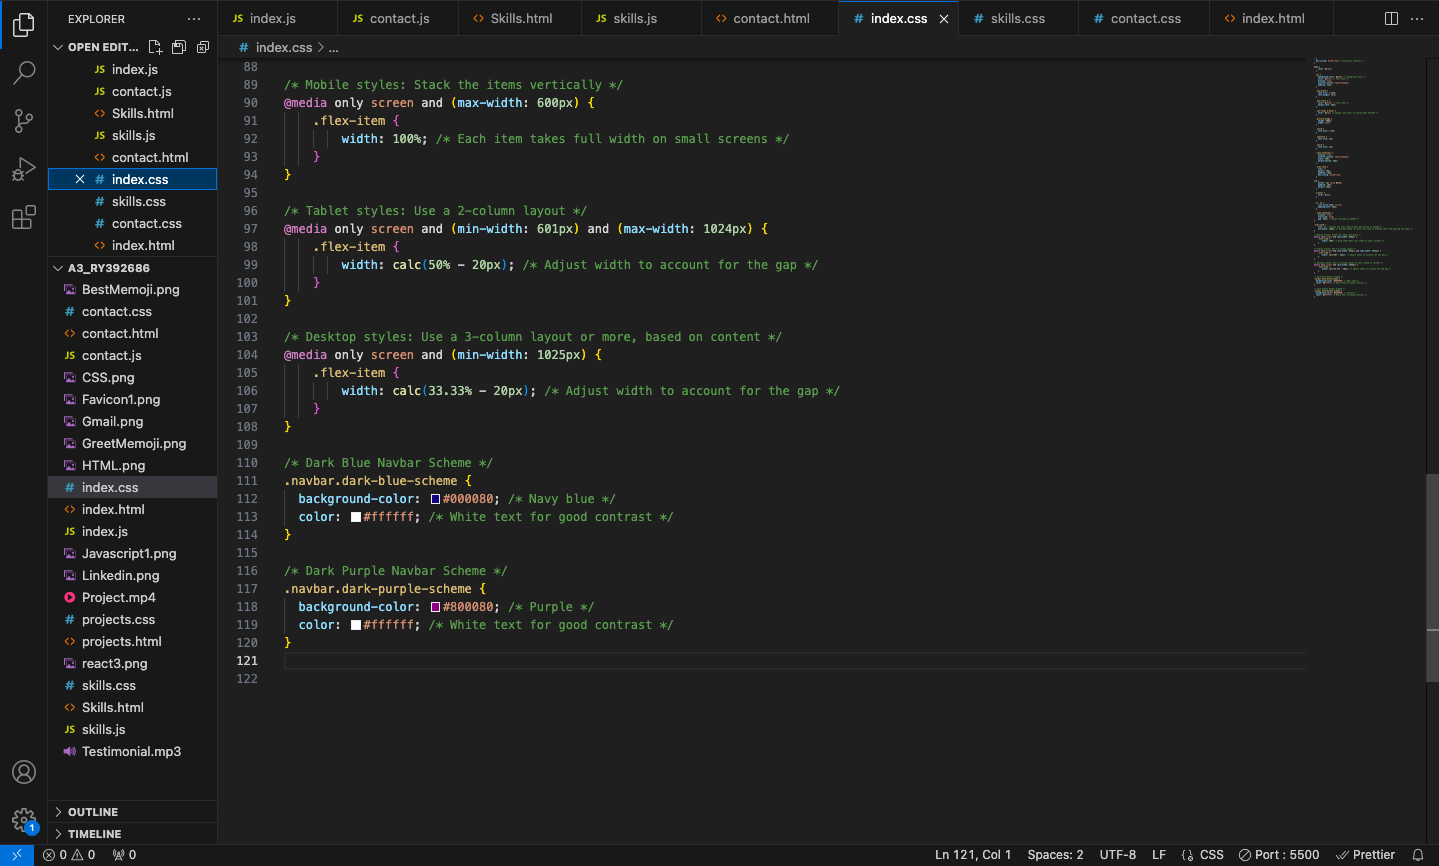 EXPLORER
OPEN EDIT...
index.js
contact.js
Skills.html
skills.js
contact.html
index.css
skills.css
contact.css
index.html
A3_RY392686
BestMemoji.png
contact.css
contact.html
contact.js
CSS.png
Favicon1.png
Gmail.png
GreetMemoji.png
HTML.png
index.css
index.html
index.js
Javascript1.png
Linkedin.png
Project.mp4
projects.css
projects.html
react3.png
skills.css
Skills.html
skills.js
Testimonial.mp3
OUTLINE
TIMELINE
index.js contact.js Skills.html skills.js contact.html index.css skills.css contact.css index.html
index.css > ...
88
89 /* Mobile styles: Stack the items vertically */
90 @media only screen and (max-width: 600px) {
91 .flex-item {
92 width: 100%; /* Each item takes full width on small screens */
93 }
94 }
95
96 /* Tablet styles: Use a 2-column layout */
97 @media only screen and (min-width: 601px) and (max-width: 1024px) {
98 .flex-item {
99 width: calc(50% - 20px); /* Adjust width to account for the gap */
100 }
101 }
102
103 /* Desktop styles: Use a 3-column layout or more, based on content */
104 @media only screen and (min-width: 1025px) {
105 .flex-item {
106 width: calc(33.33% - 20px); /* Adjust width to account for the gap */
107 }
108 }
109
110 /* Dark Blue Navbar Scheme */
111 .navbar.dark-blue-scheme {
112 background-color: #000080; /* Navy blue */
113 color: #ffffff; /* White text for good contrast */
114 }
115
116 /* Dark Purple Navbar Scheme */
117 .navbar.dark-purple-scheme {
118 background-color: #800080; /* Purple */
119 color: #ffffff; /* White text for good contrast */
120 }
121
122
1
0 0 0 Ln 121, Col 1 Spaces: 2 UTF-8 LF CSS Port : 5500 Prettier